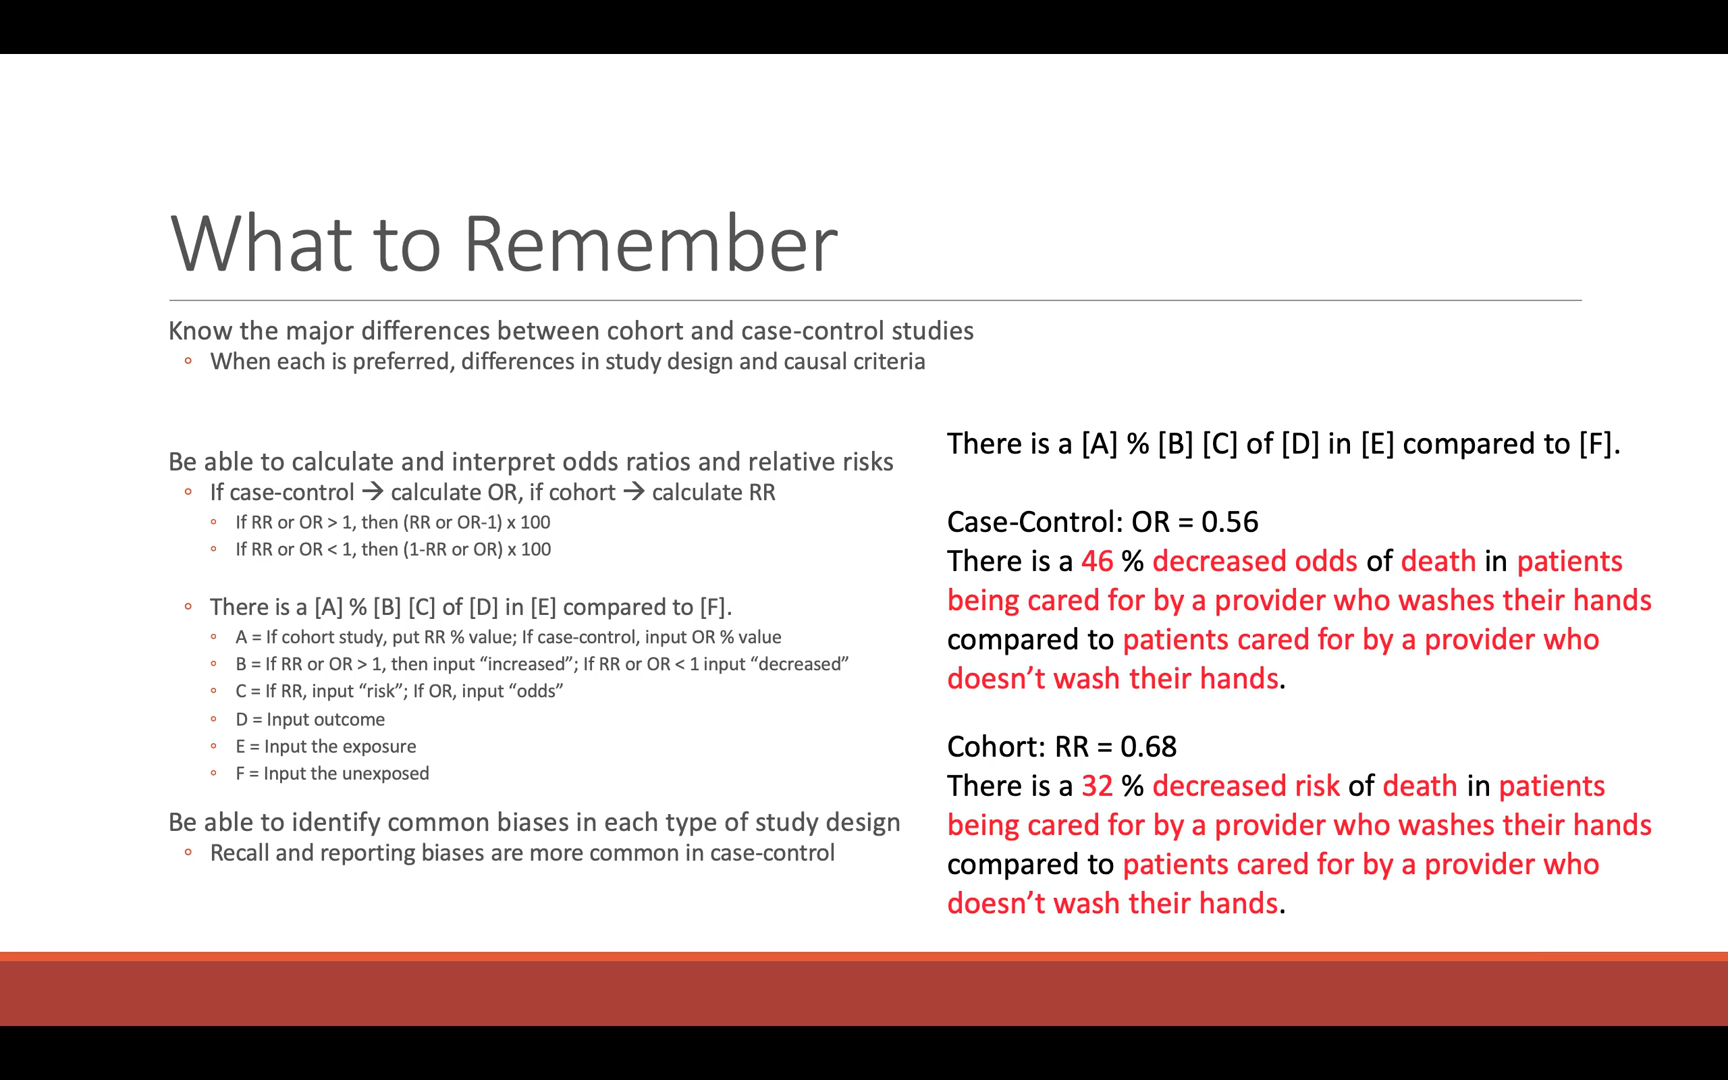 What to Remember
Know the major differences between cohort and case-control studies
◦ When each is preferred, differences in study design and causal criteria
Be able to calculate and interpret odds ratios and relative risks
◦ If case-control → calculate OR, if cohort → calculate RR
◦ If RR or OR > 1, then (RR or OR-1) x 100
◦ If RR or OR < 1, then (1-RR or OR) x 100
◦ There is a [A] % [B] [C] of [D] in [E] compared to [F].
◦ A = If cohort study, put RR % value; If case-control, input OR % value
◦ B = If RR or OR > 1, then input “increased”; If RR or OR < 1 input “decreased”
◦ C = If RR, input “risk”; If OR, input “odds”
◦ D = Input outcome
◦ E = Input the exposure
◦ F = Input the unexposed
Be able to identify common biases in each type of study design
◦ Recall and reporting biases are more common in case-control
There is a [A] % [B] [C] of [D] in [E] compared to [F].
Case-Control: OR = 0.56
There is a 46 % decreased odds of death in patients
being cared for by a provider who washes their hands
compared to patients cared for by a provider who
doesn’t wash their hands.
Cohort: RR = 0.68
There is a 32 % decreased risk of death in patients
being cared for by a provider who washes their hands
compared to patients cared for by a provider who
doesn’t wash their hands.